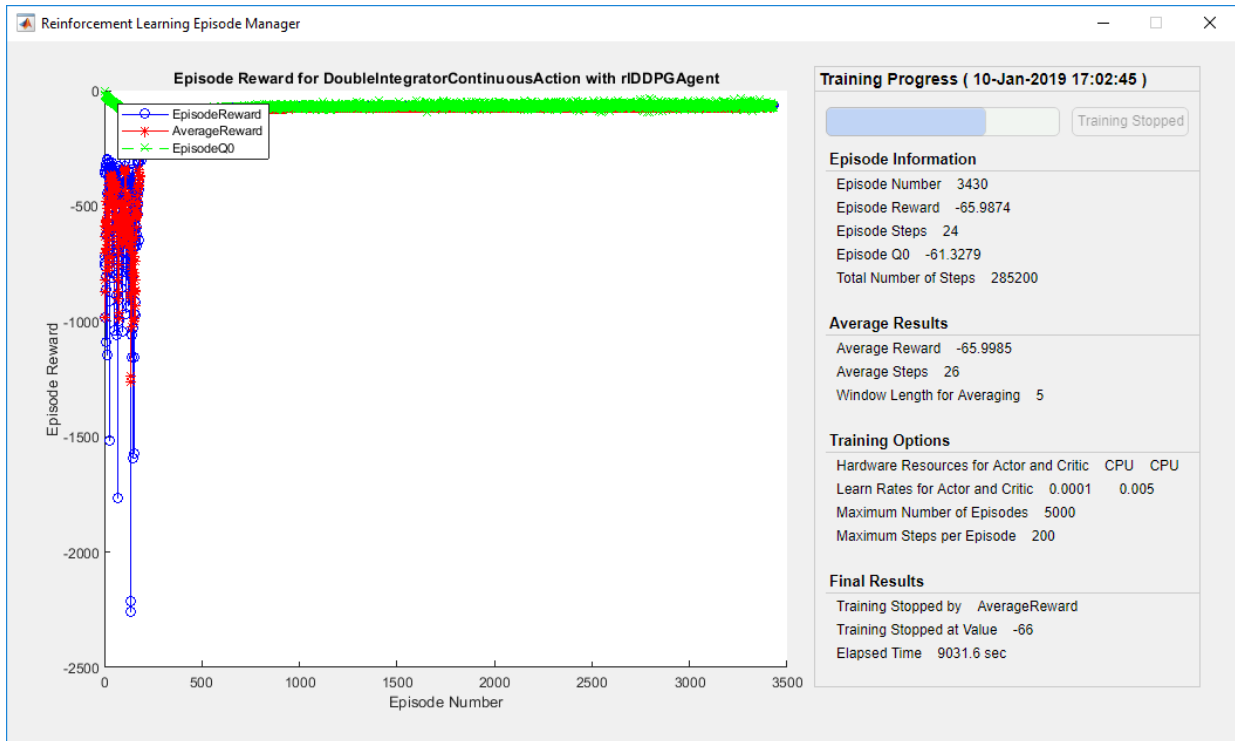 Reinforcement Learning Episode Manager
Episode Reward for DoubleIntegratorContinuousAction with rlDDPGAgent
EpisodeReward
AverageReward
EpisodeQ0
0
-500
-1000
-1500
-2000
-2500
Episode Reward
0 500 1000 1500 2000 2500 3000 3500
Episode Number
Training Progress ( 10-Jan-2019 17:02:45 )
Training Stopped
Episode Information
Episode Number 3430
Episode Reward -65.9874
Episode Steps 24
Episode Q0 -61.3279
Total Number of Steps 285200
Average Results
Average Reward -65.9985
Average Steps 26
Window Length for Averaging 5
Training Options
Hardware Resources for Actor and Critic CPU CPU
Learn Rates for Actor and Critic 0.0001 0.005
Maximum Number of Episodes 5000
Maximum Steps per Episode 200
Final Results
Training Stopped by AverageReward
Training Stopped at Value -66
Elapsed Time 9031.6 sec